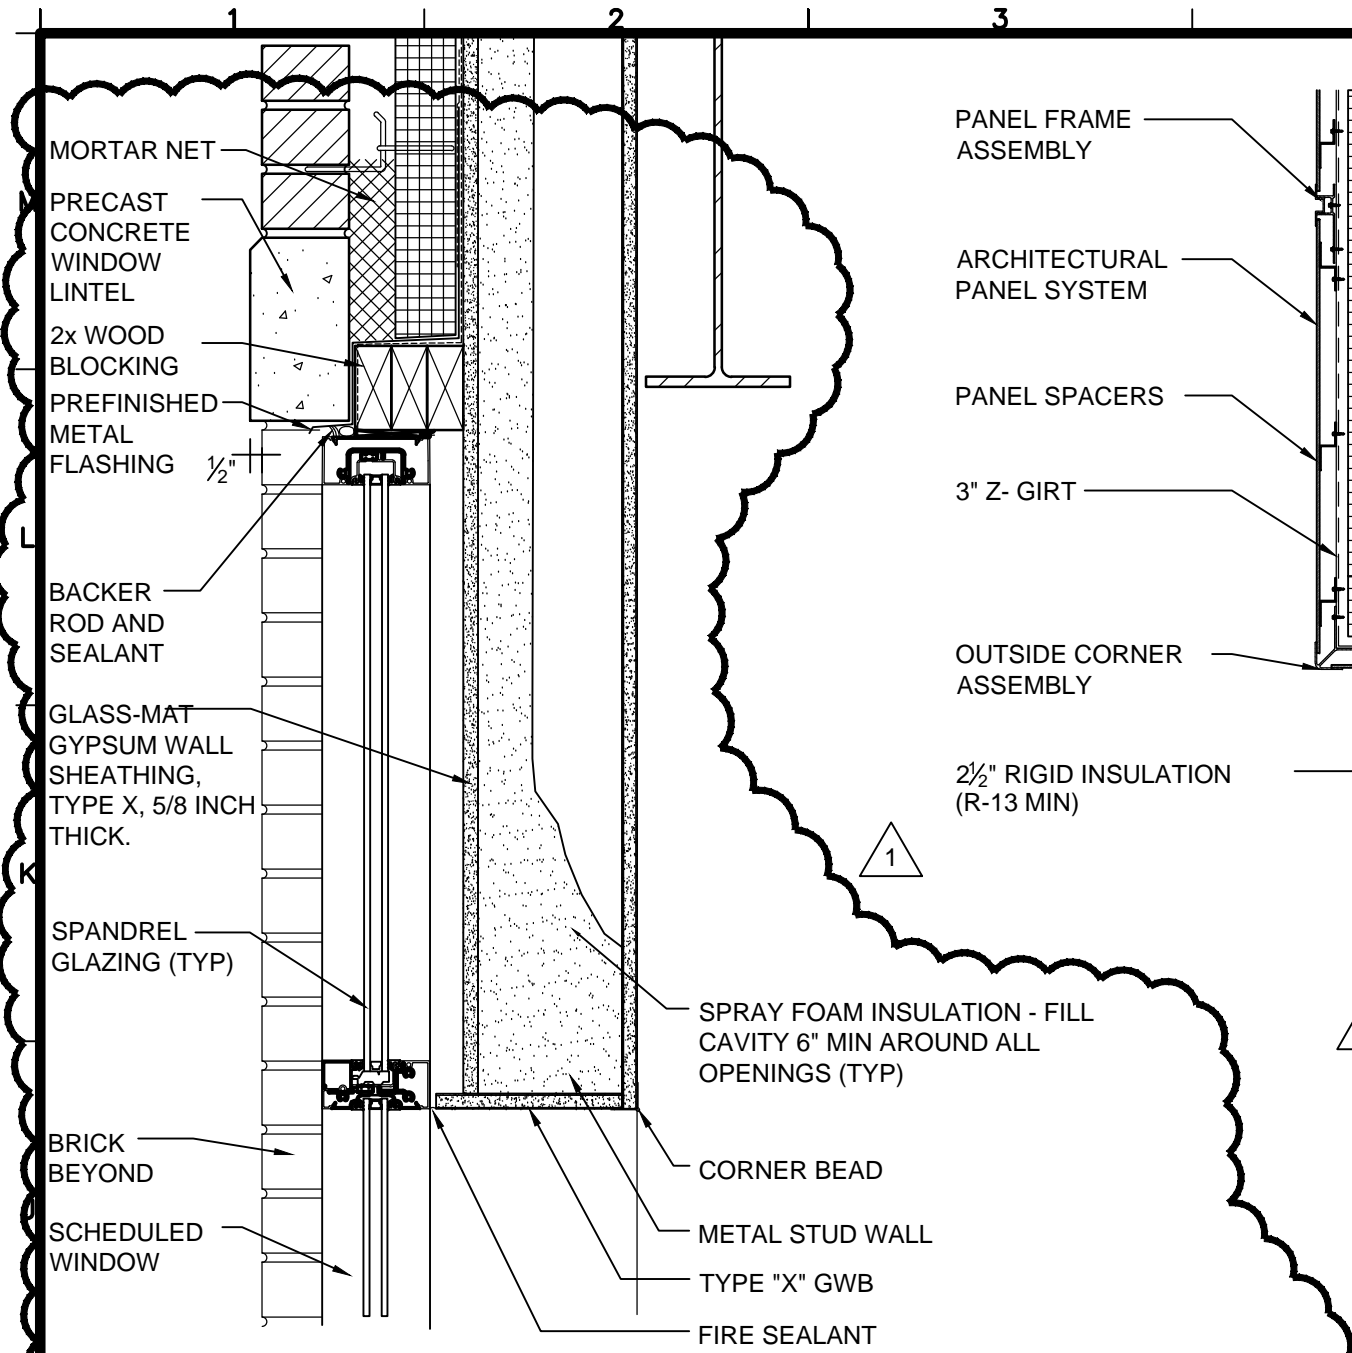 1 2 3
MORTAR NET
M
PRECAST
CONCRETE
WINDOW
LINTEL
2x WOOD
BLOCKING
PREFINISHED
METAL
FLASHING
½"
L
BACKER
ROD AND
SEALANT
GLASS-MAT
GYPSUM WALL
SHEATHING,
TYPE X, 5/8 INCH
THICK.
K
SPANDREL
GLAZING (TYP)
BRICK
BEYOND
J
SCHEDULED
WINDOW
SPRAY FOAM INSULATION - FILL
CAVITY 6" MIN AROUND ALL
OPENINGS (TYP)
CORNER BEAD
METAL STUD WALL
TYPE "X" GWB
FIRE SEALANT
1
PANEL FRAME
ASSEMBLY
ARCHITECTURAL
PANEL SYSTEM
PANEL SPACERS
3" Z- GIRT
OUTSIDE CORNER
ASSEMBLY
2½" RIGID INSULATION
(R-13 MIN)